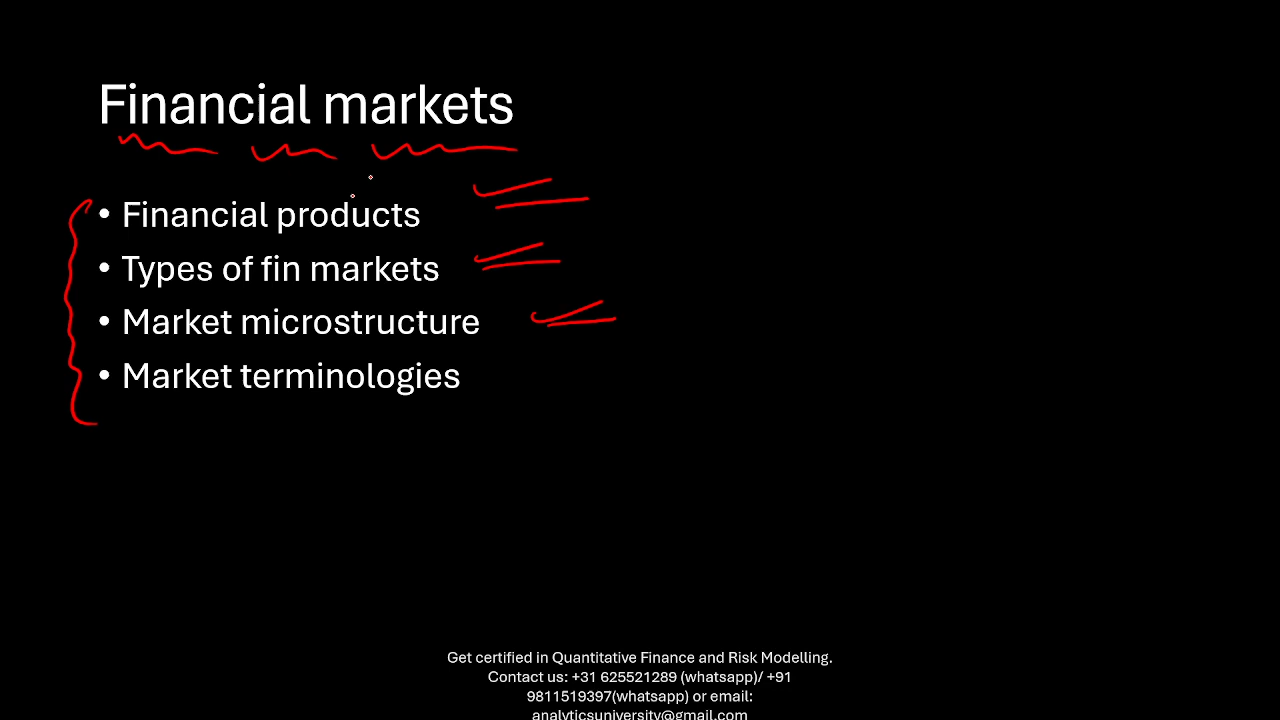 Financial markets
• Financial products
• Types of fin markets
• Market microstructure
• Market terminologies
Get certified in Quantitative Finance and Risk Modelling.
Contact us: +31 625521289 (whatsapp)/ +91
9811519397(whatsapp) or email:
analyticsuniversity@gmail.com